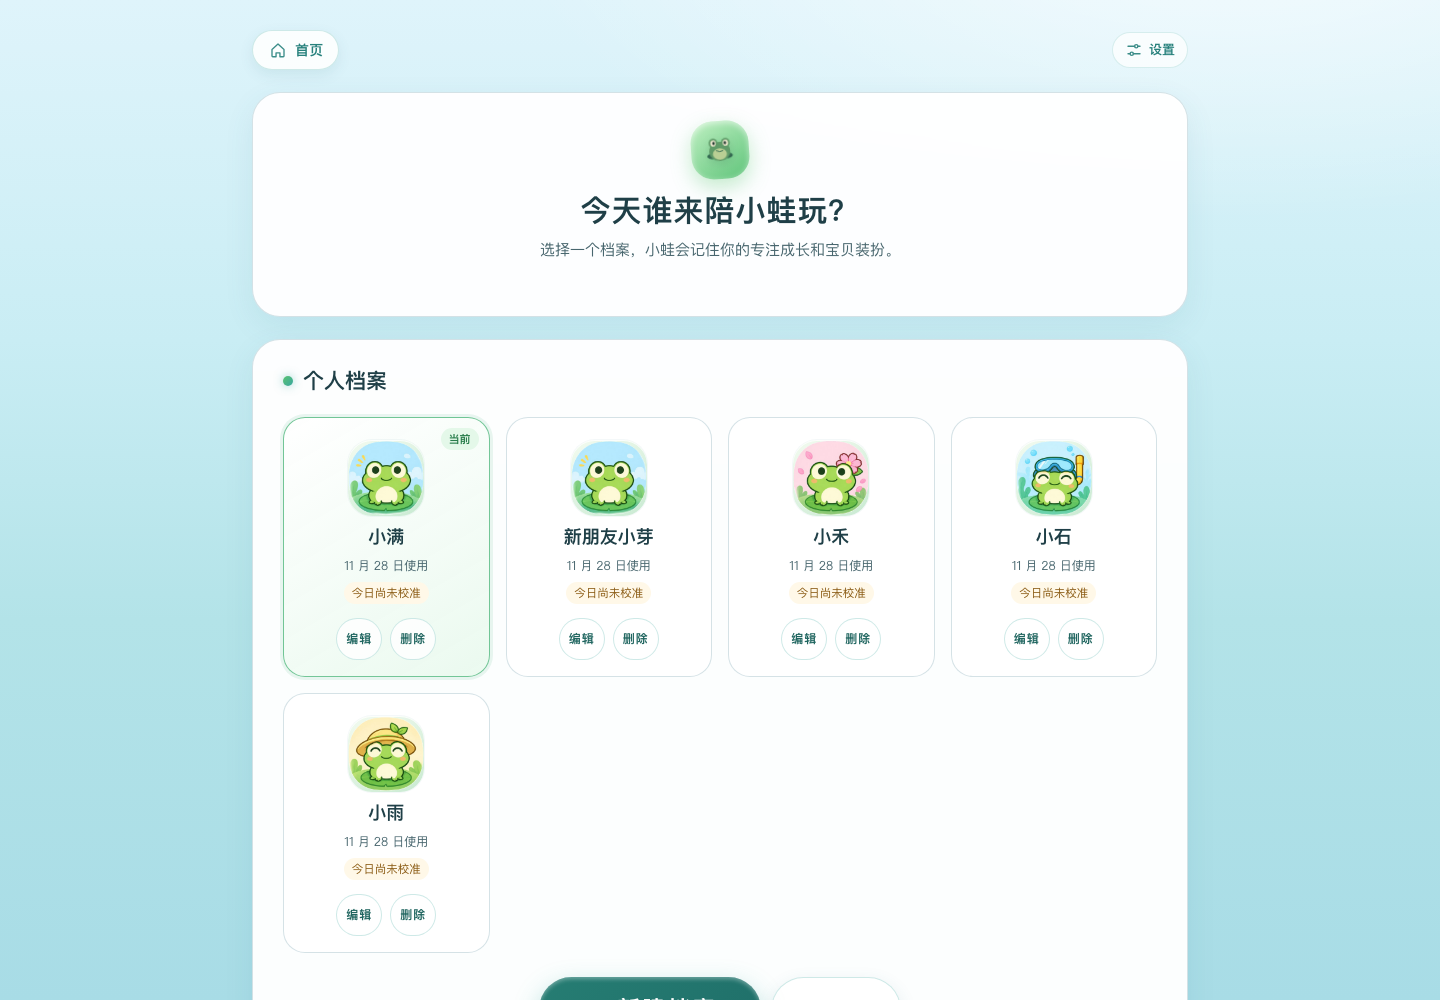 首页
设置
今天谁来陪小蛙玩?
选择一个档案，小蛙会记住你的专注成长和宝贝装扮。
个人档案
当前
小满
11 月 28 日使用
今日尚未校准
编辑 删除
新朋友小芽
11 月 28 日使用
今日尚未校准
编辑 删除
小禾
11 月 28 日使用
今日尚未校准
编辑 删除
小石
11 月 28 日使用
今日尚未校准
编辑 删除
小雨
11 月 28 日使用
今日尚未校准
编辑 删除